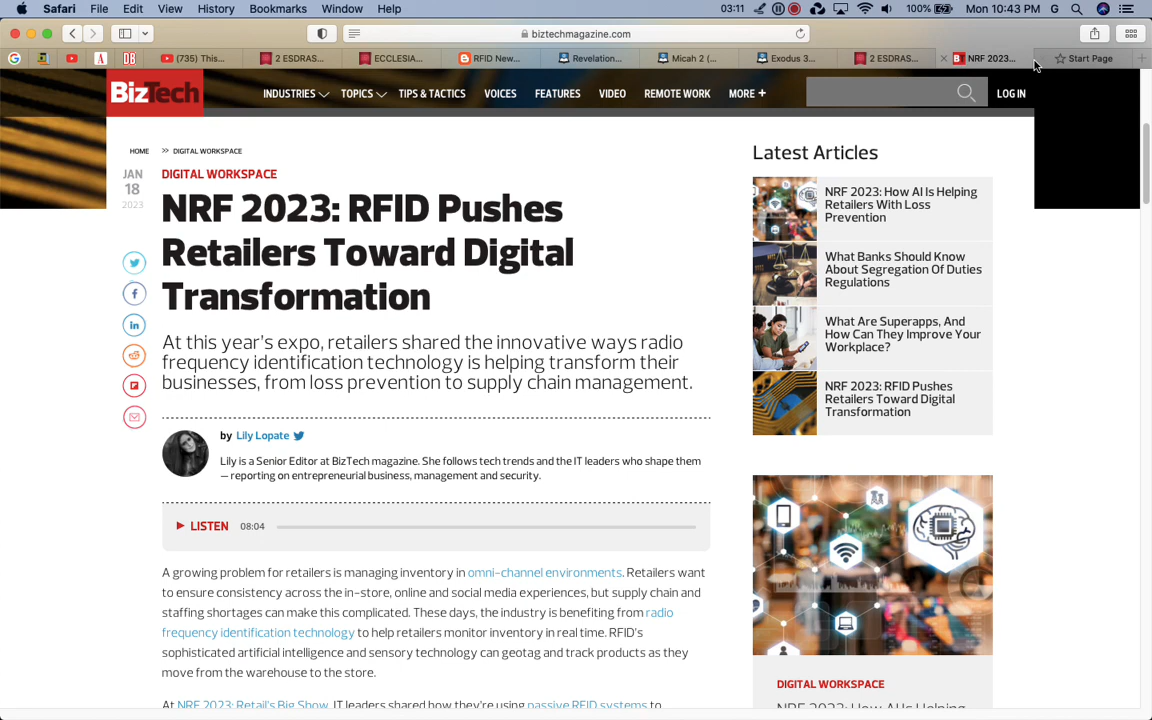 Safari File Edit View History Bookmarks Window Help 03:11 100% Mon 10:43 PM G
biztechmagazine.com
(735) This... 2 ESDRAS... ECCLESIA... RFID New... Revelation... Micah 2 (... Exodus 3... 2 ESDRAS... NRF 2023:... Start Page
BizTech INDUSTRIES TOPICS TIPS & TACTICS VOICES FEATURES VIDEO REMOTE WORK MORE + LOG IN
HOME >> DIGITAL WORKSPACE
JAN
18
2023
DIGITAL WORKSPACE
NRF 2023: RFID Pushes
Retailers Toward Digital
Transformation
At this year's expo, retailers shared the innovative ways radio
frequency identification technology is helping transform their
businesses, from loss prevention to supply chain management.
by Lily Lopate
Lily is a Senior Editor at BizTech magazine. She follows tech trends and the IT leaders who shape them
— reporting on entrepreneurial business, management and security.
LISTEN 08:04
A growing problem for retailers is managing inventory in omni-channel environments. Retailers want
to ensure consistency across the in-store, online and social media experiences, but supply chain and
staffing shortages can make this complicated. These days, the industry is benefiting from radio
frequency identification technology to help retailers monitor inventory in real time. RFID's
sophisticated artificial intelligence and sensory technology can geotag and track products as they
move from the warehouse to the store.
At NRF 2023: Retail's Big Show, IT leaders shared how they're using passive RFID systems to
Latest Articles
NRF 2023: How AI Is Helping
Retailers With Loss
Prevention
What Banks Should Know
About Segregation Of Duties
Regulations
What Are Superapps, And
How Can They Improve Your
Workplace?
NRF 2023: RFID Pushes
Retailers Toward Digital
Transformation
DIGITAL WORKSPACE
NRF 2023: How AI Is Helping